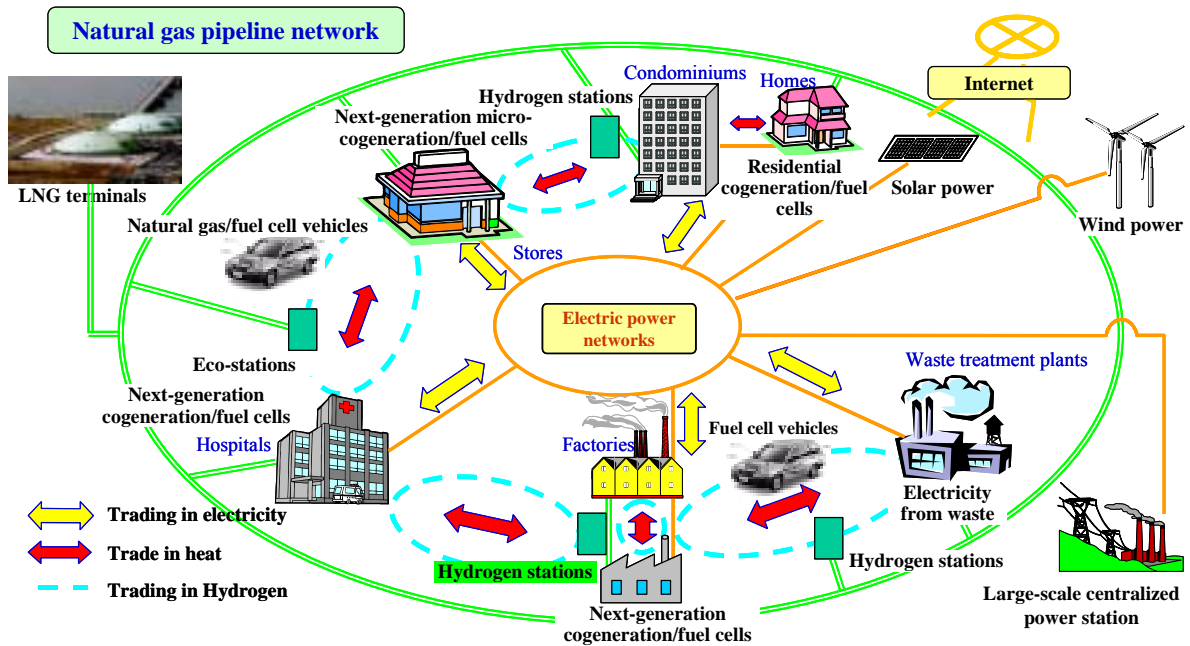 Natural gas pipeline network
Internet
Condominiums
Homes
Hydrogen stations
Next-generation micro-
cogeneration/fuel cells
Residential
cogeneration/fuel
cells
Solar power
Wind power
LNG terminals
Natural gas/fuel cell vehicles
Stores
Electric power
networks
Eco-stations
Next-generation
cogeneration/fuel cells
Hospitals
Waste treatment plants
Factories
Fuel cell vehicles
Electricity
from waste
Trading in electricity
Trade in heat
Trading in Hydrogen
Hydrogen stations
Hydrogen stations
Next-generation
cogeneration/fuel cells
Large-scale centralized
power station